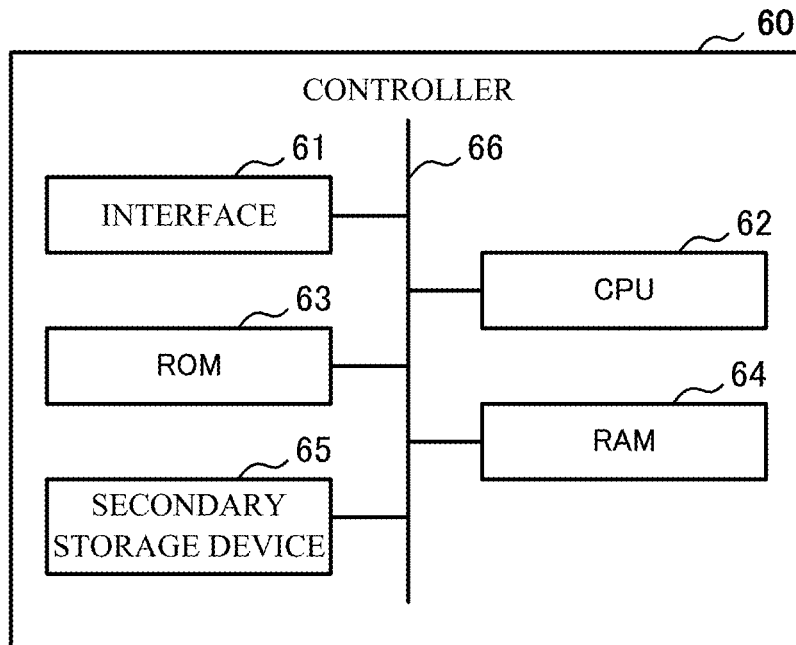 60
CONTROLLER
61
66
INTERFACE
62
CPU
63
ROM
64
RAM
65
SECONDARY
STORAGE DEVICE